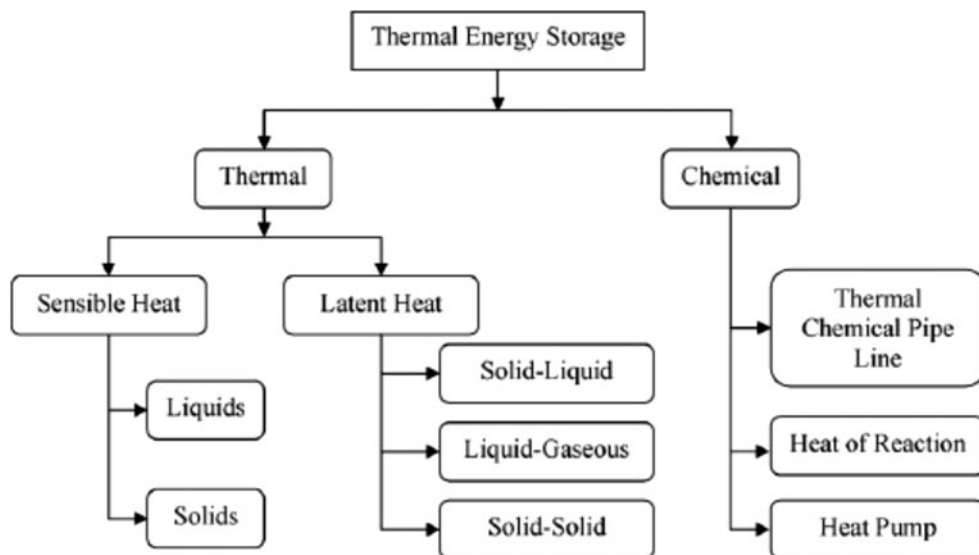 Thermal Energy Storage
Thermal
Chemical
Sensible Heat
Latent Heat
Thermal
Chemical Pipe
Line
Solid-Liquid
Liquids
Liquid-Gaseous
Heat of Reaction
Solids
Solid-Solid
Heat Pump